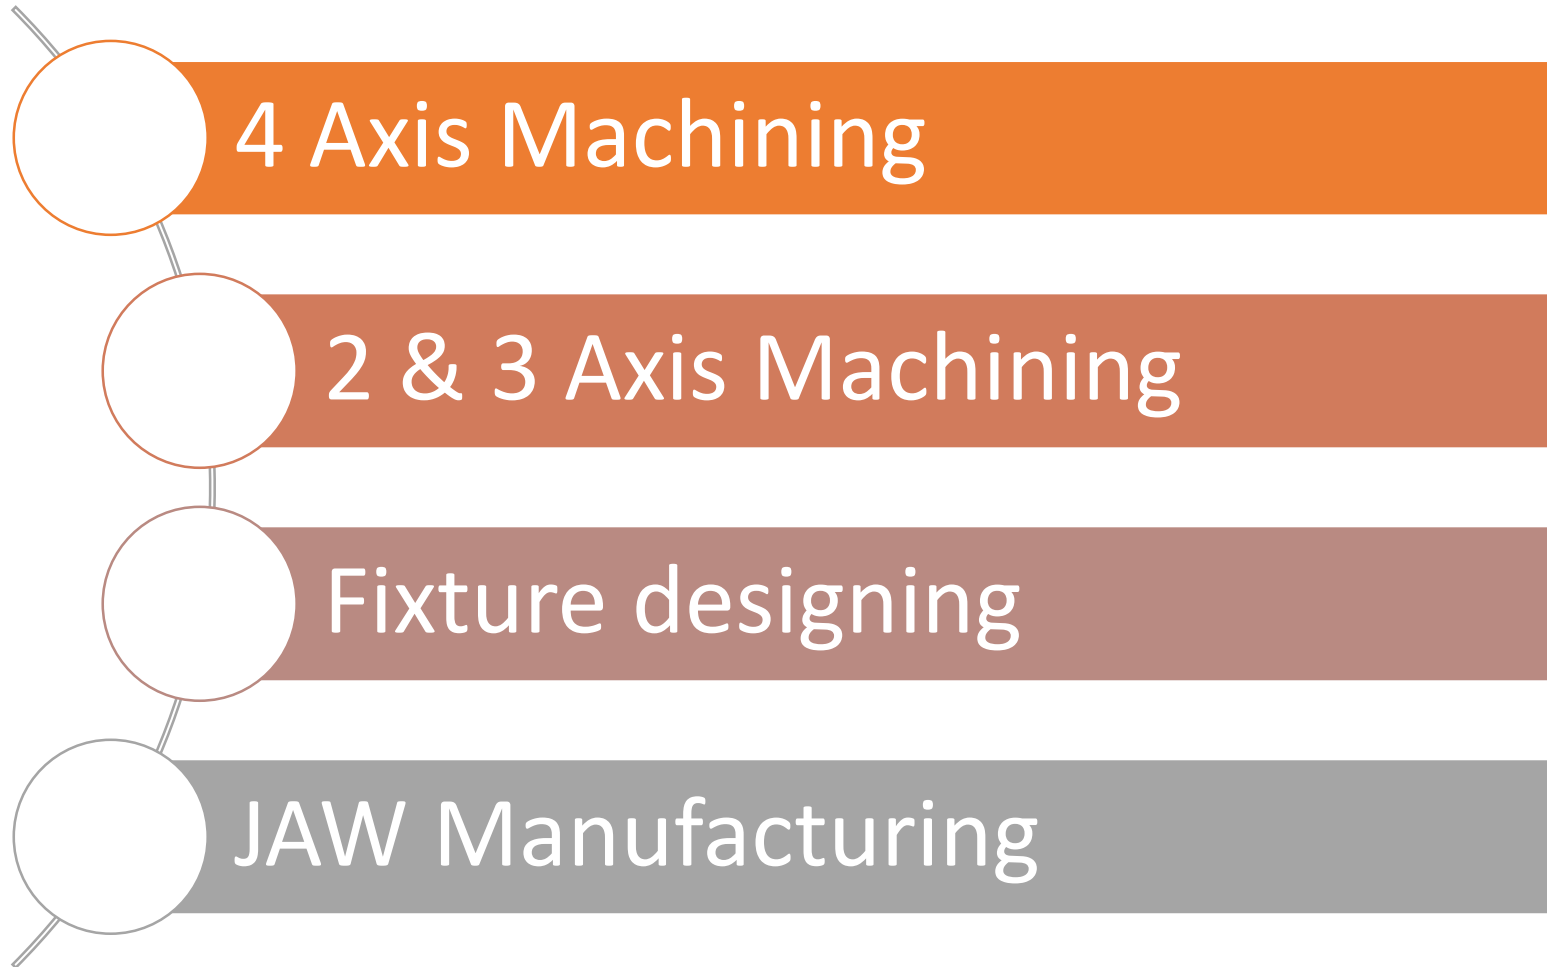 4 Axis Machining
2 & 3 Axis Machining
Fixture designing
JAW Manufacturing